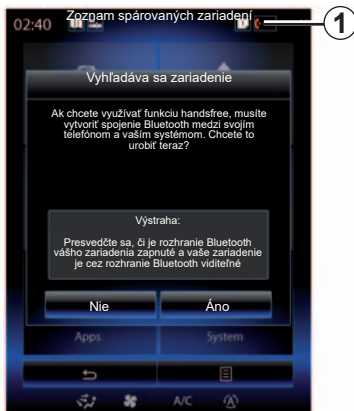 Zoznam spárovaných zariadení
02:40
1
Vyhľadáva sa zariadenie
Ak chcete využívať funkciu handsfree, musíte
vytvoriť spojenie Bluetooth medzi svojím
telefónom a vaším systémom. Chcete to
urobiť teraz?
Výstraha:
Presvedčte sa, či je rozhranie Bluetooth
vášho zariadenia zapnuté a vaše zariadenie
je cez rozhranie Bluetooth viditeľné
Nie
Áno
Apps
System
A/C